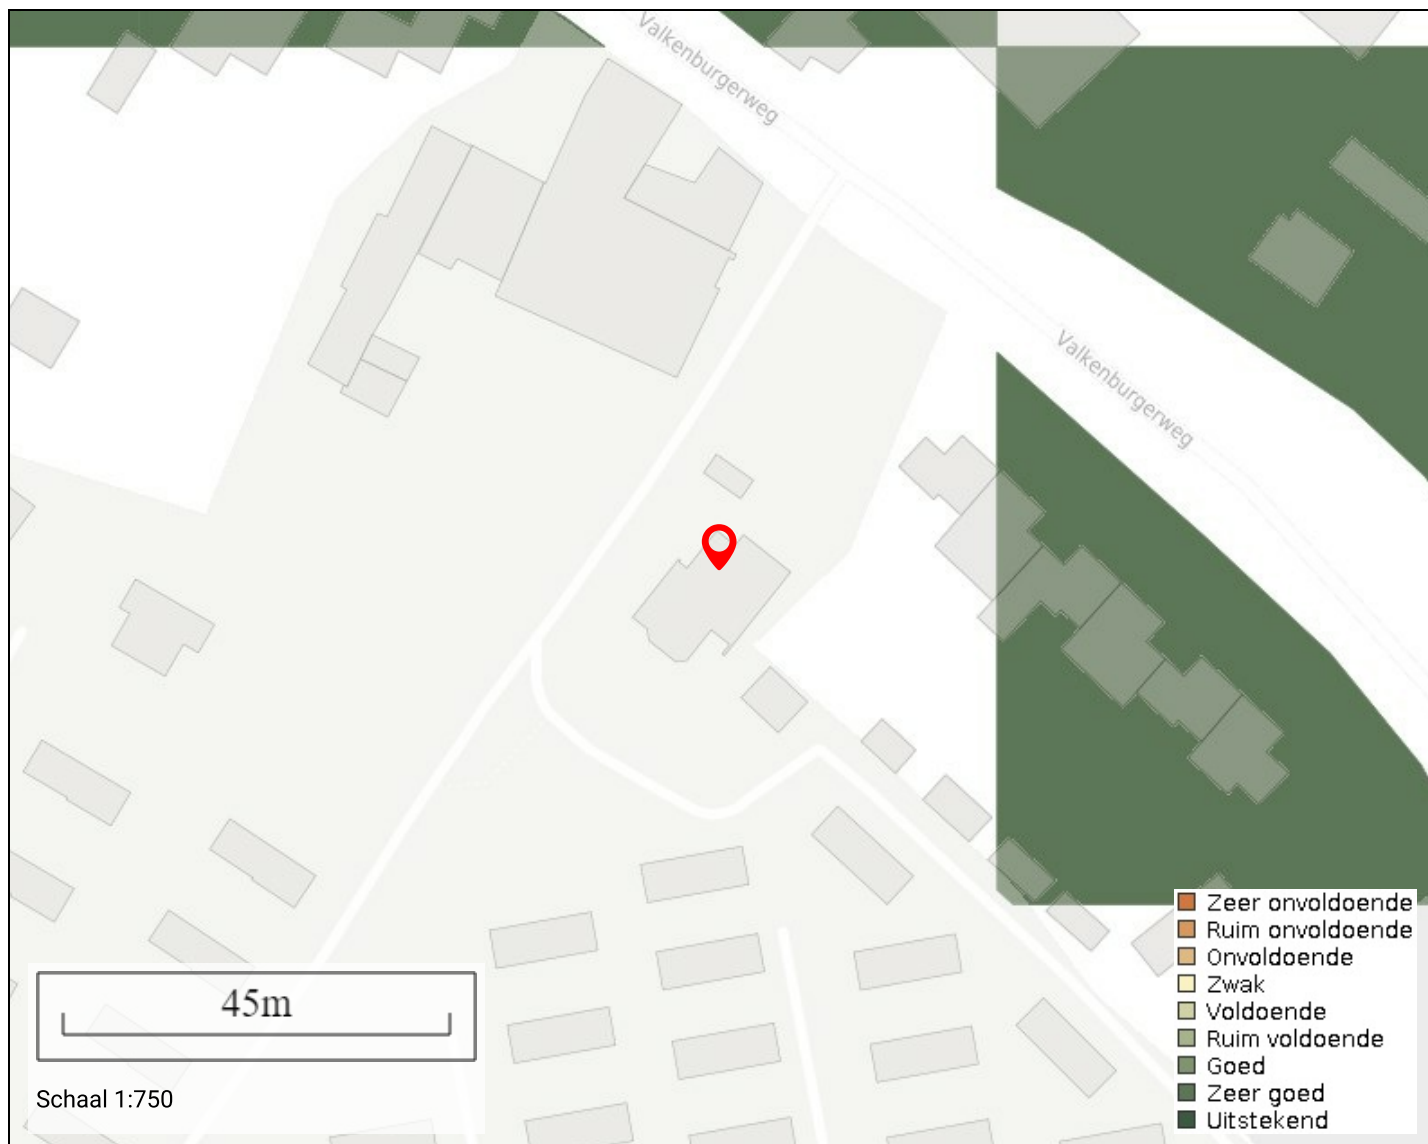 Valkenburgerweg
Valkenburgerweg
Zeer onvoldoende
Ruim onvoldoende
Onvoldoende
Zwak
Voldoende
Ruim voldoende
Goed
Zeer goed
Uitstekend
45m
Schaal 1:750